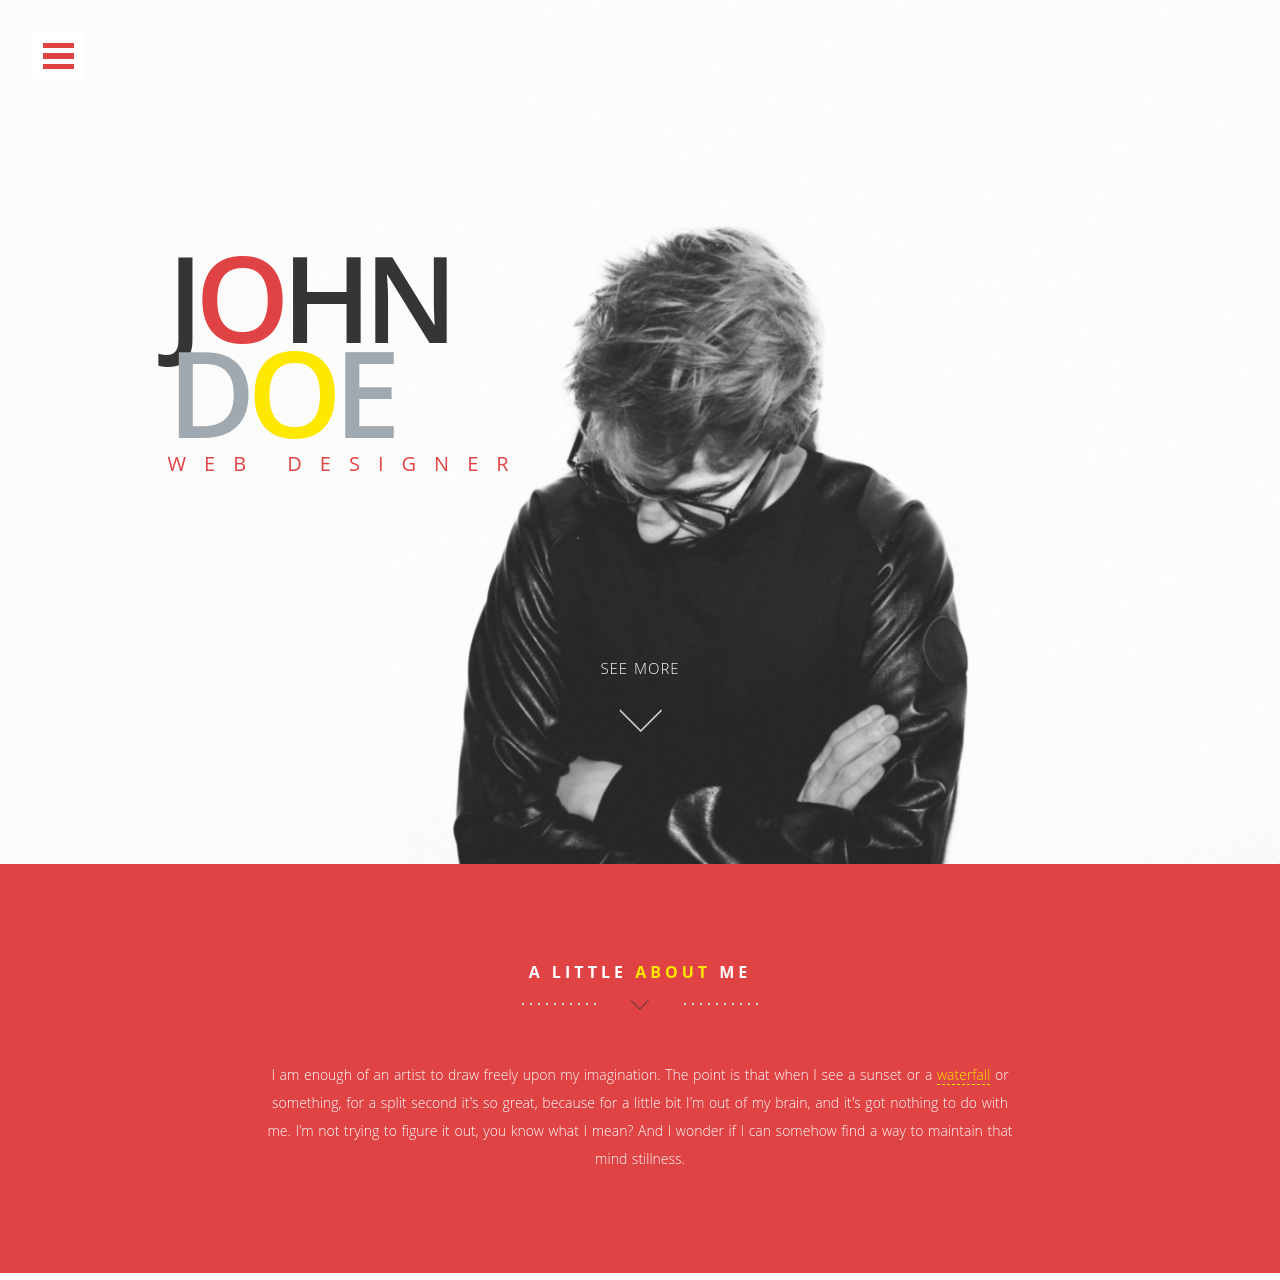 JOHN
DOE
WEB DESIGNER
SEE MORE
A LITTLE ABOUT ME
I am enough of an artist to draw freely upon my imagination. The point is that when I see a sunset or a waterfall or
something, for a split second it's so great, because for a little bit I'm out of my brain, and it's got nothing to do with
me. I'm not trying to figure it out, you know what I mean? And I wonder if I can somehow find a way to maintain that
mind stillness.